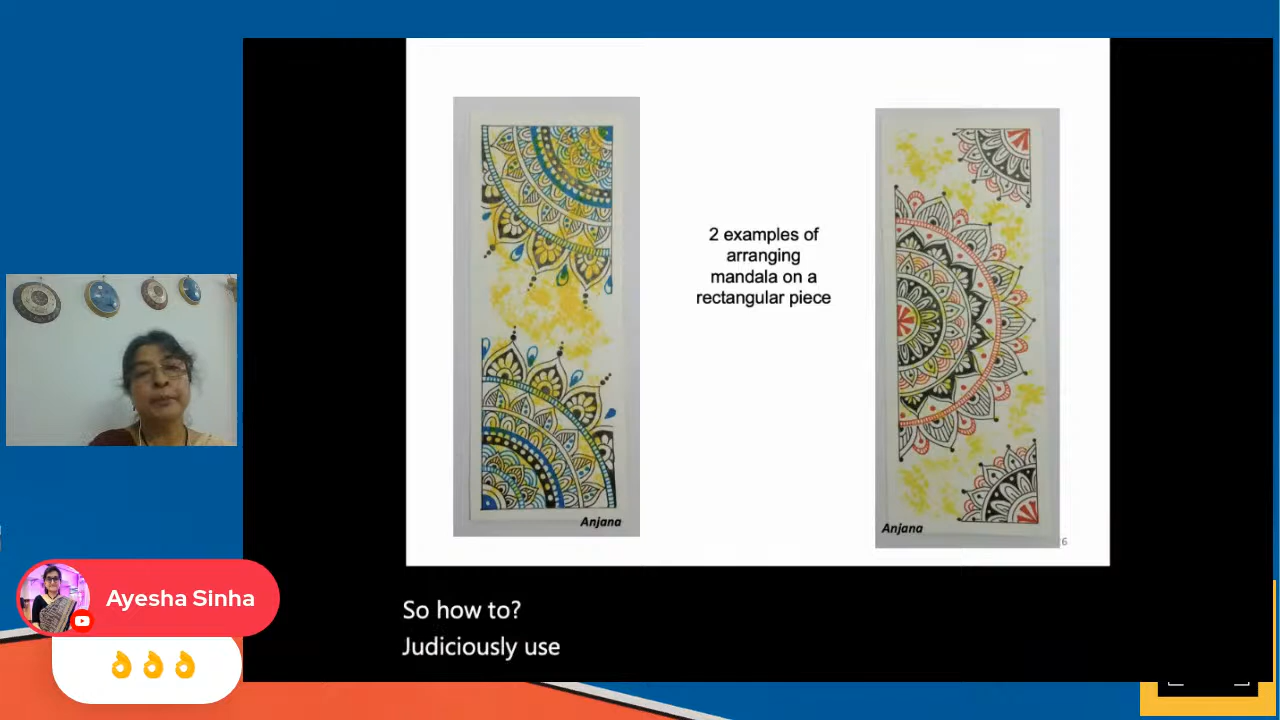 2 examples of
arranging
mandala on a
rectangular piece
Anjana
Anjana
6
So how to?
Judiciously use
Ayesha Sinha
👌👌👌